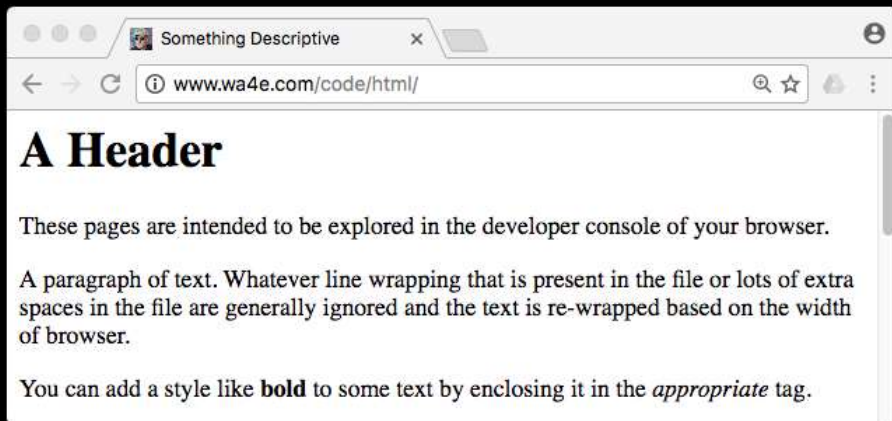 Something Descriptive
www.wa4e.com/code/html/
A Header
These pages are intended to be explored in the developer console of your browser.
A paragraph of text. Whatever line wrapping that is present in the file or lots of extra
spaces in the file are generally ignored and the text is re-wrapped based on the width
of browser.
You can add a style like bold to some text by enclosing it in the appropriate tag.